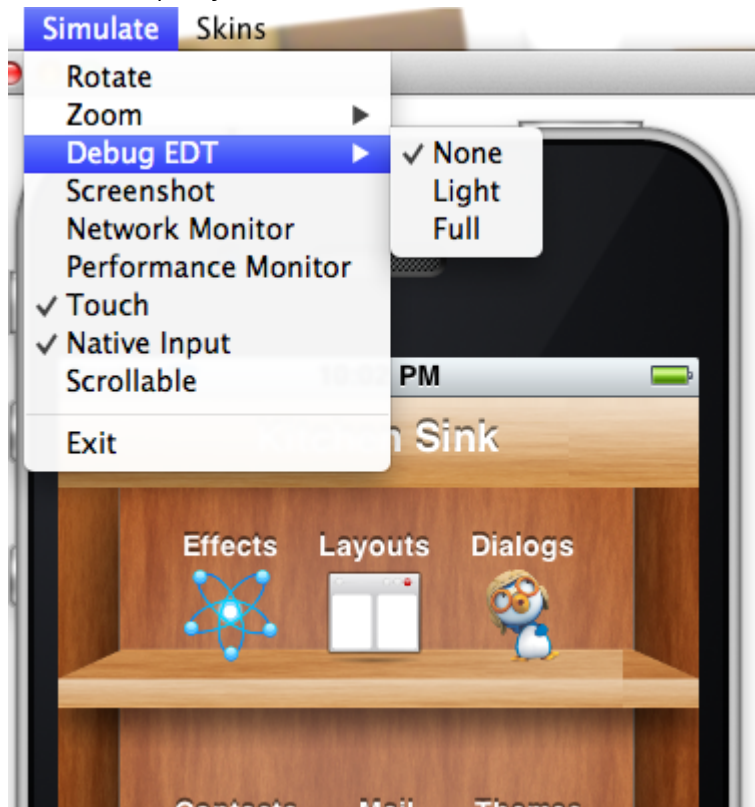 Simulate Skins
Rotate
Zoom
Debug EDT
None
Light
Full
Screenshot
Network Monitor
Performance Monitor
Touch
Native Input
Scrollable
Exit
PM
Sink
Effects Layouts Dialogs